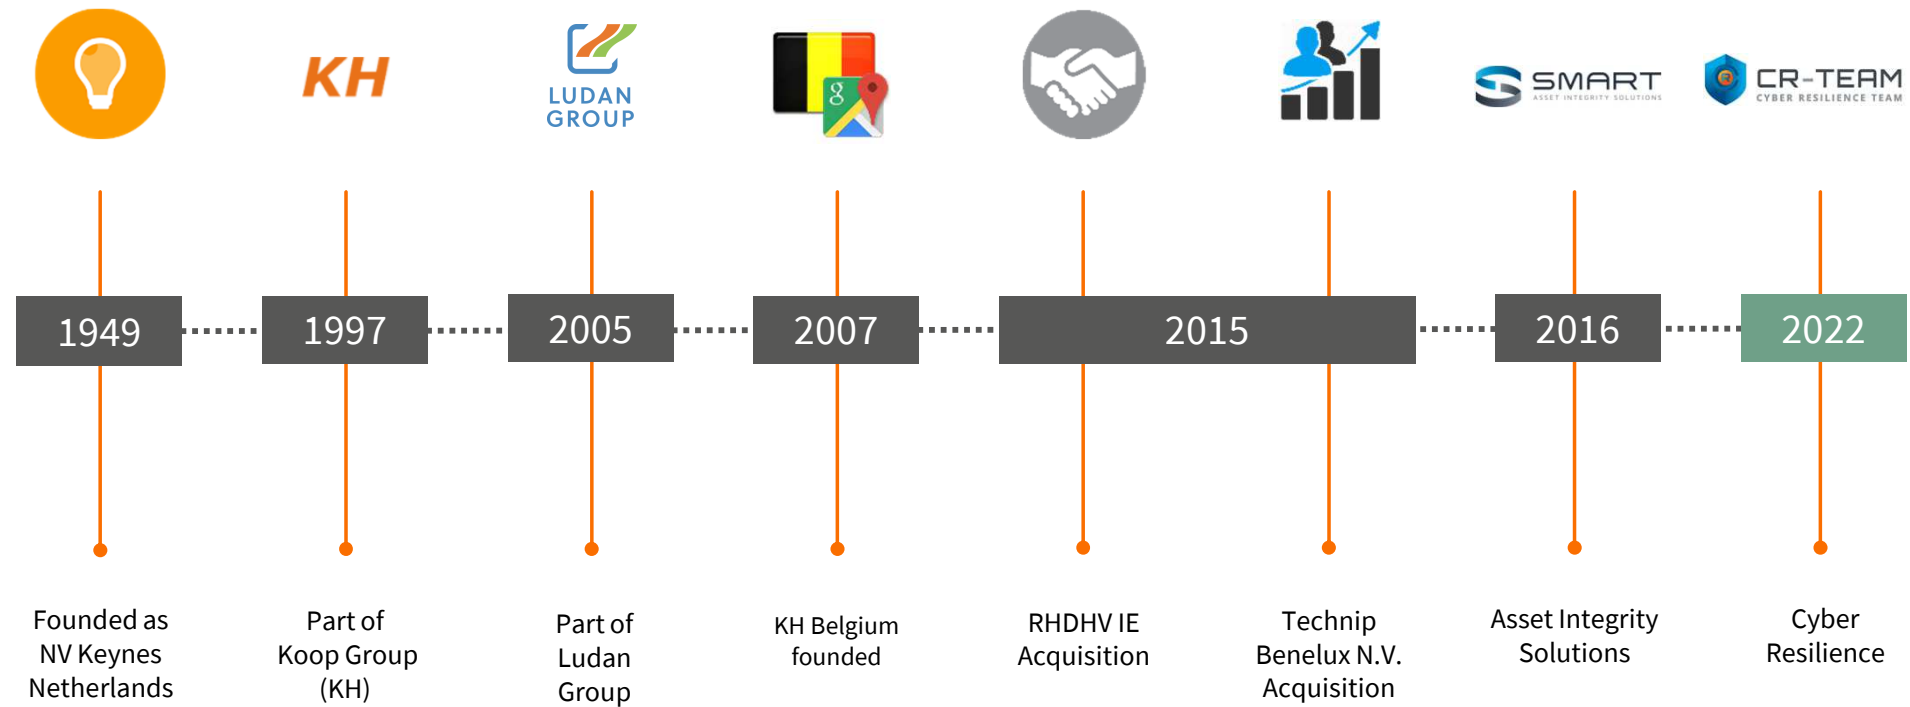 KH
LUDAN
GROUP
g
SMART
ASSET INTEGRITY SOLUTIONS
CR-TEAM
CYBER RESILIENCE TEAM
1949
1997
2005
2007
2015
2016
2022
Founded as
NV Keynes
Netherlands
Part of
Koop Group
(KH)
Part of
Ludan
Group
KH Belgium
founded
RHDHV IE
Acquisition
Technip
Benelux N.V.
Acquisition
Asset Integrity
Solutions
Cyber
Resilience